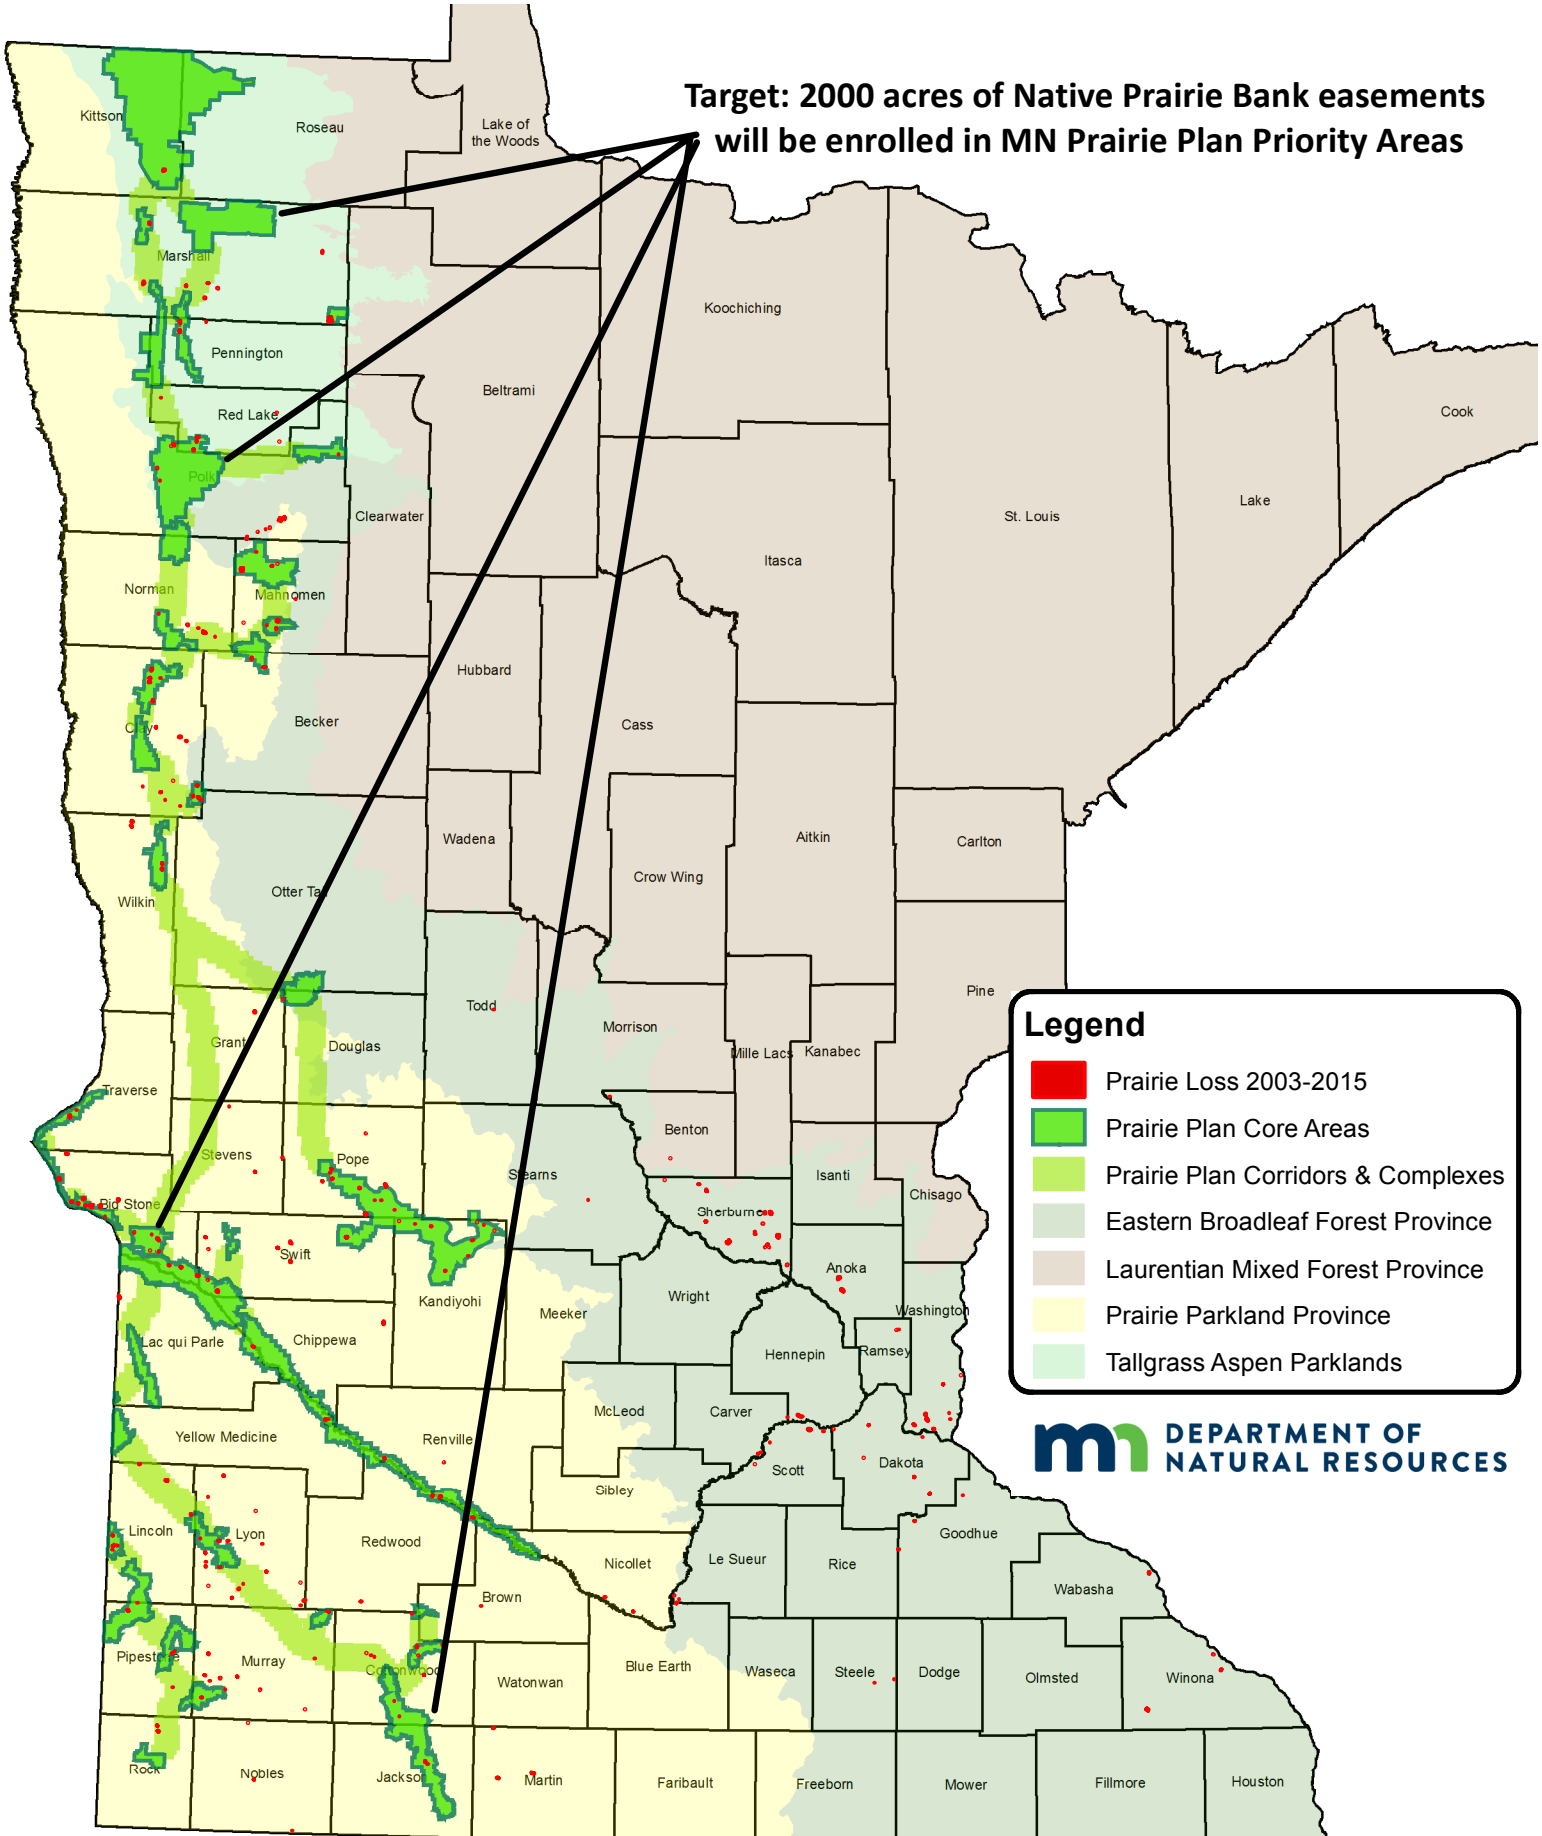 Target: 2000 acres of Native Prairie Bank easements
will be enrolled in MN Prairie Plan Priority Areas
Kittson
Roseau
Lake of
the Woods
Marshall
Koochiching
Pennington
Beltrami
Red Lake
Cook
Polk
Clearwater
St. Louis
Lake
Itasca
Norman
Mahnomen
Hubbard
Clay
Becker
Cass
Wadena
Aitkin
Carlton
Crow Wing
Otter Tail
Wilkin
Todd
Pine
Morrison
Grant
Douglas
Mille Lacs
Kanabec
Traverse
Benton
Stevens
Pope
Stearns
Isanti
Chisago
Big Stone
Sherburne
Swift
Anoka
Kandiyohi
Wright
Meeker
Washington
Lac qui Parle
Chippewa
Hennepin
Ramsey
McLeod
Carver
Yellow Medicine
Renville
Scott
Dakota
Sibley
Lincoln
Lyon
Redwood
Goodhue
Nicollet
Le Sueur
Rice
Wabasha
Brown
Pipestone
Murray
Cottonwood
Watonwan
Blue Earth
Waseca
Steele
Dodge
Olmsted
Winona
Rock
Nobles
Jackson
Martin
Faribault
Freeborn
Mower
Fillmore
Houston
Legend
Prairie Loss 2003-2015
Prairie Plan Core Areas
Prairie Plan Corridors & Complexes
Eastern Broadleaf Forest Province
Laurentian Mixed Forest Province
Prairie Parkland Province
Tallgrass Aspen Parklands
mn DEPARTMENT OF
NATURAL RESOURCES